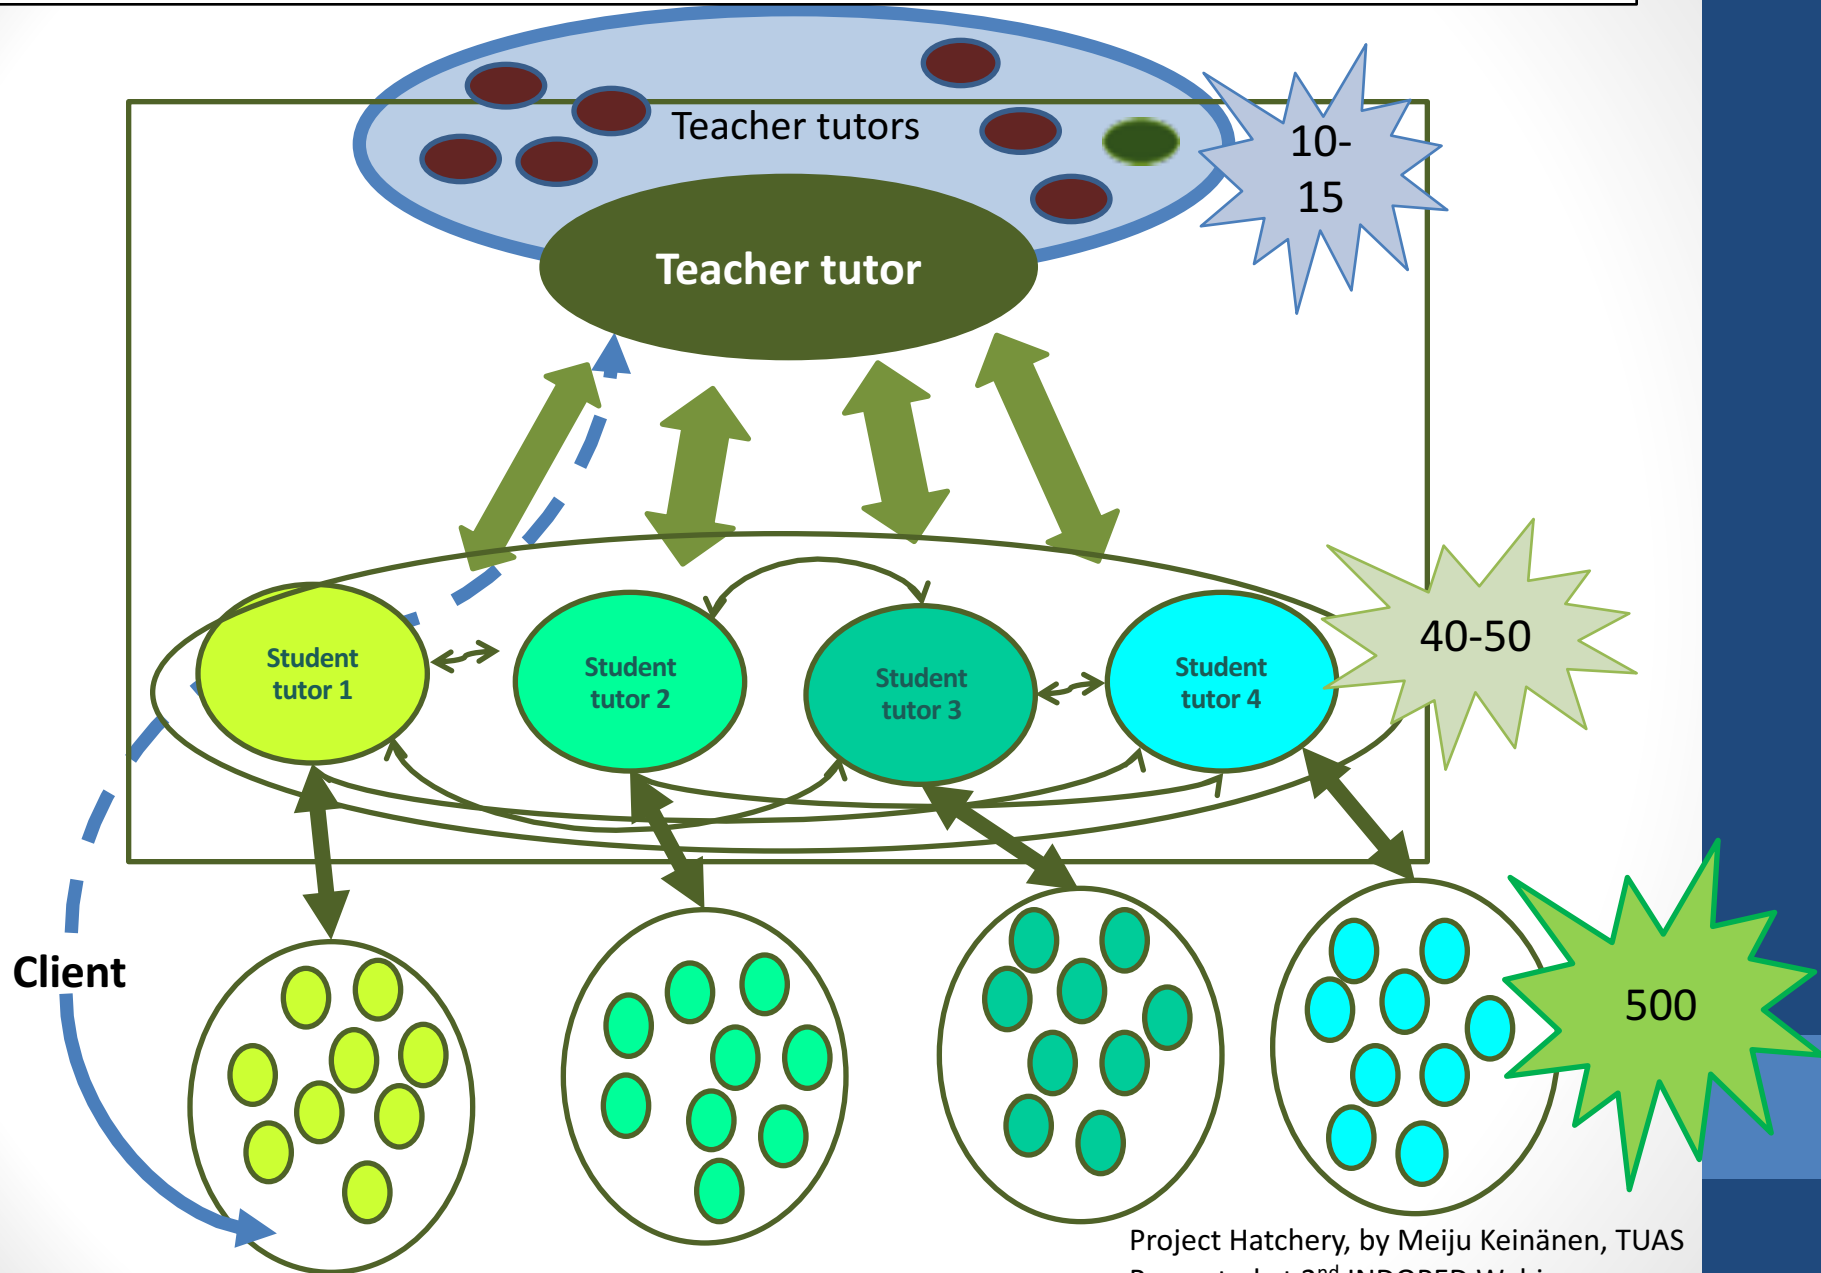 Teacher tutors
10-
15
Teacher tutor
40-50
Student
tutor 1
Student
tutor 2
Student
tutor 3
Student
tutor 4
Client
500
Project Hatchery, by Meiju Keinänen, TUAS